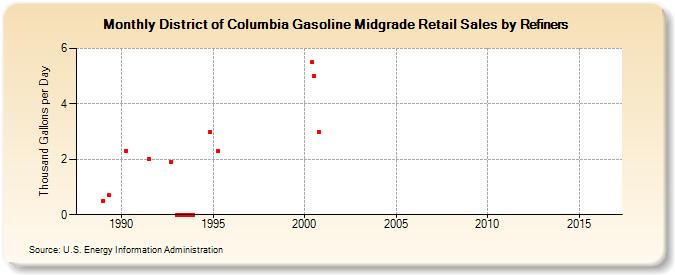 Monthly District of Columbia Gasoline Midgrade Retail Sales by Refiners
Thousand Gallons per Day
6
4
2
0
1990 1995 2000 2005 2010 2015
Source: U.S. Energy Information Administration